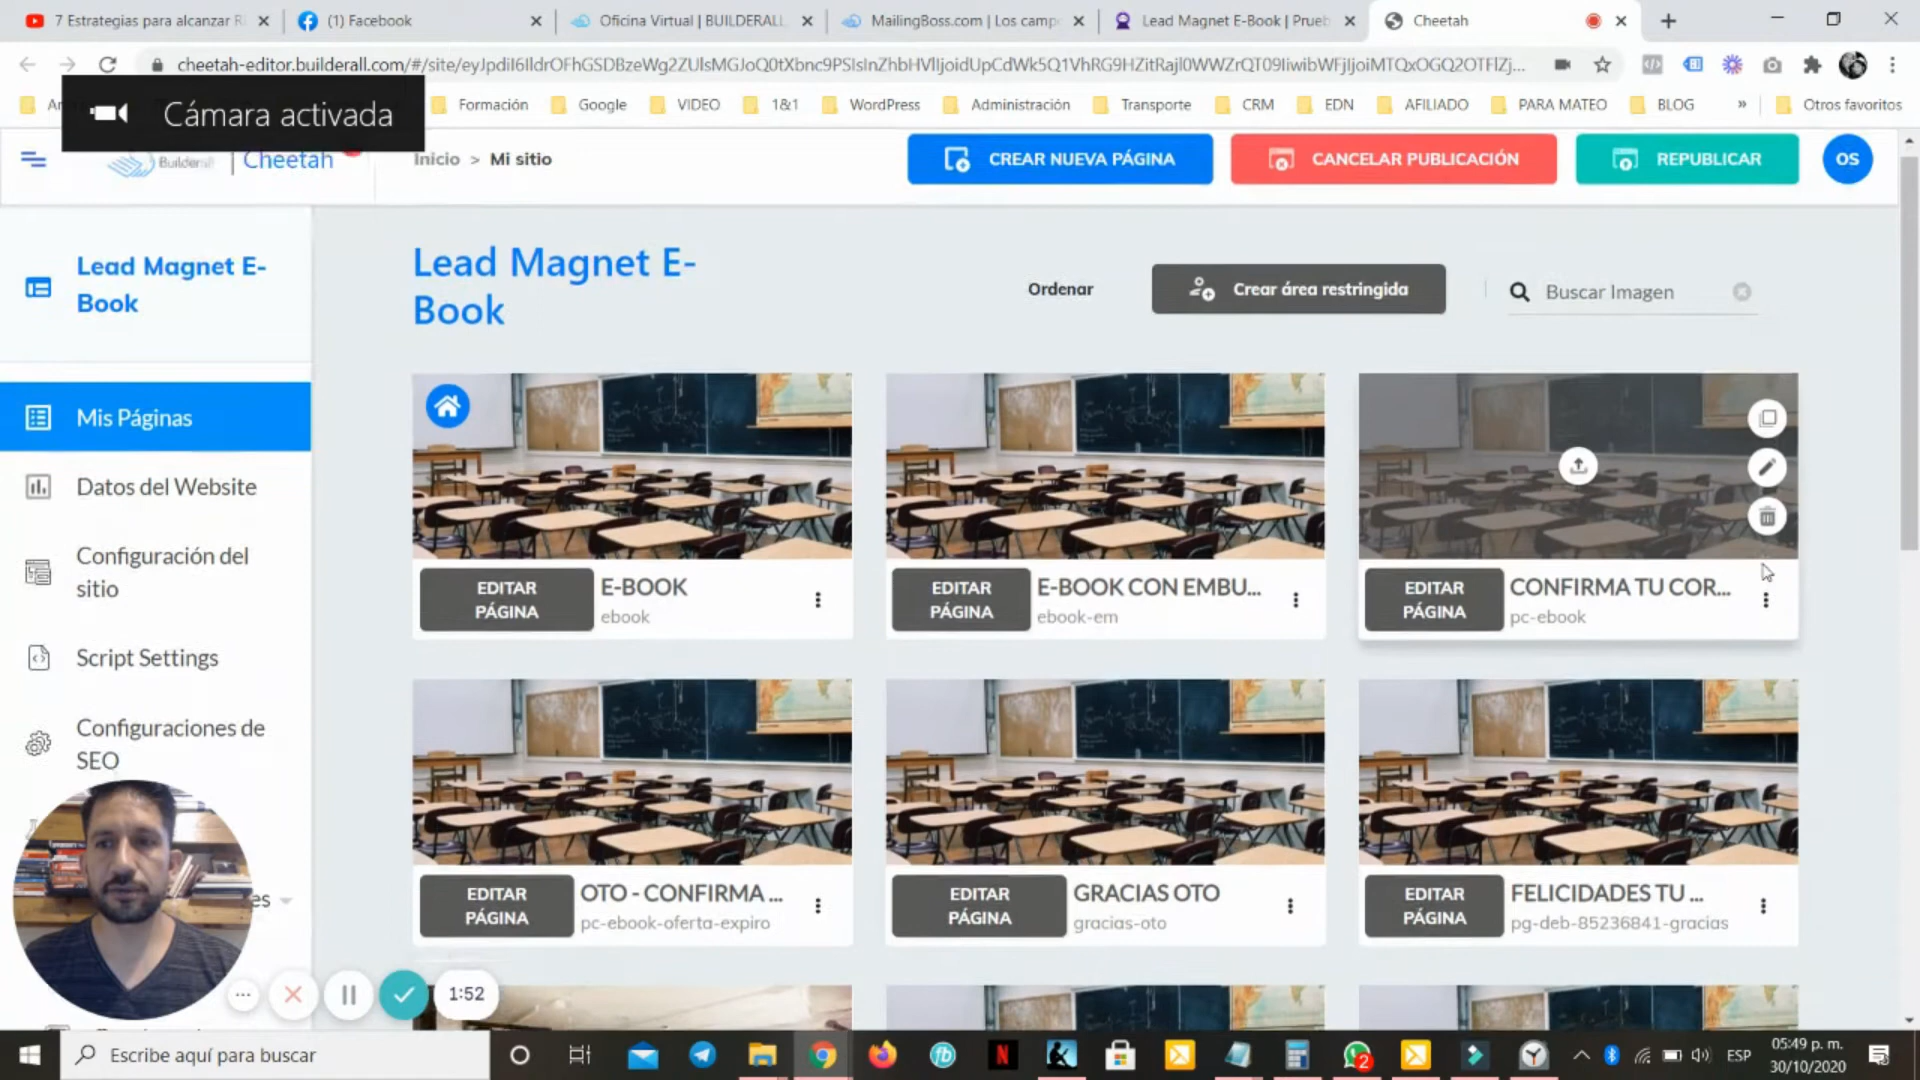 7 Estrategias para alcanzar R
(1) Facebook
Oficina Virtual | BUILDERALL
MailingBoss.com | Los camp
Lead Magnet E-Book | Prueb
Cheetah
cheetah-editor.builderall.com/#/site/
Formación
Google
VIDEO
1&1
WordPress
Administración
Transporte
CRM
EDN
AFILIADO
PARA MATEO
BLOG
»
Otros favoritos
Cámara activada
Builderall
Cheetah
Inicio > Mi sitio
CREAR NUEVA PÁGINA
CANCELAR PUBLICACIÓN
REPUBLICAR
OS
Lead Magnet E-
Book
Mis Páginas
Datos del Website
Configuración del
sitio
Script Settings
Configuraciones de
SEO
es
Lead Magnet E-
Book
Ordenar
Crear área restringida
Buscar Imagen
EDITAR
PÁGINA
E-BOOK
ebook
EDITAR
PÁGINA
E-BOOK CON EMBU...
ebook-em
EDITAR
PÁGINA
CONFIRMA TU COR...
pc-ebook
EDITAR
PÁGINA
OTO - CONFIRMA ...
pc-ebook-oferta-expiro
EDITAR
PÁGINA
GRACIAS OTO
gracias-oto
EDITAR
PÁGINA
FELICIDADES TU ...
pg-deb-85236841-gracias
1:52
Escribe aquí para buscar
2
ESP
05:49 p. m.
30/10/2020